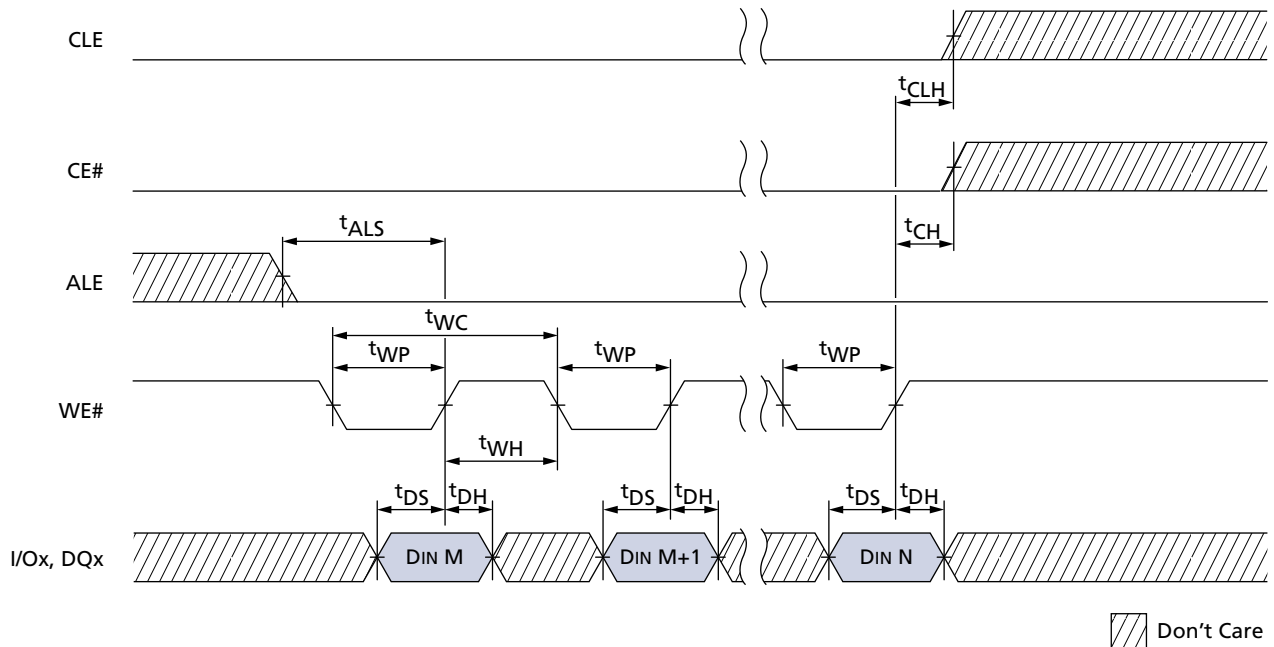 CLE
tCLH
CE#
tCH
tALS
ALE
tWC
tWP tWP tWP
WE#
tWH
tDS tDH tDS tDH tDS tDH
I/Ox, DQx DIN M DIN M+1 DIN N
Don't Care